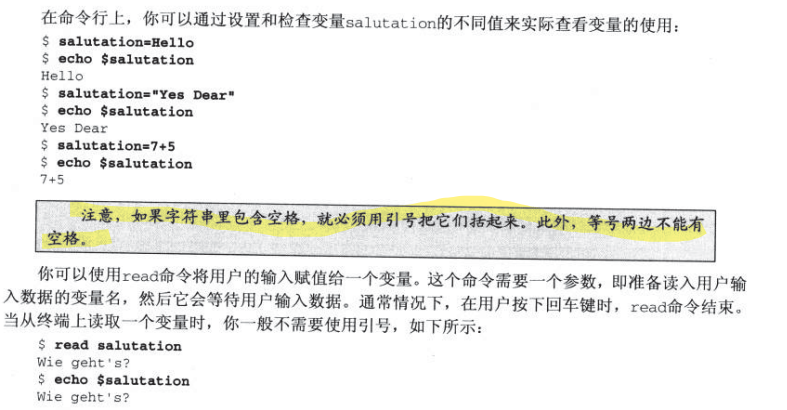 在命令行上，你可以通过设置和检查变量salutation的不同值来实际查看变量的使用：
$ salutation=Hello
$ echo $salutation
Hello
$ salutation="Yes Dear"
$ echo $salutation
Yes Dear
$ salutation=7+5
$ echo $salutation
7+5
注意，如果字符串里包含空格，就必须用引号把它们括起来。此外，等号两边不能有
空格。
你可以使用read命令将用户的输入赋值给一个变量。这个命令需要一个参数，即准备读入用户输
入数据的变量名，然后它会等待用户输入数据。通常情况下，在用户按下回车键时，read命令结束。
当从终端上读取一个变量时，你一般不需要使用引号，如下所示：
$ read salutation
Wie geht's?
$ echo $salutation
Wie geht's?